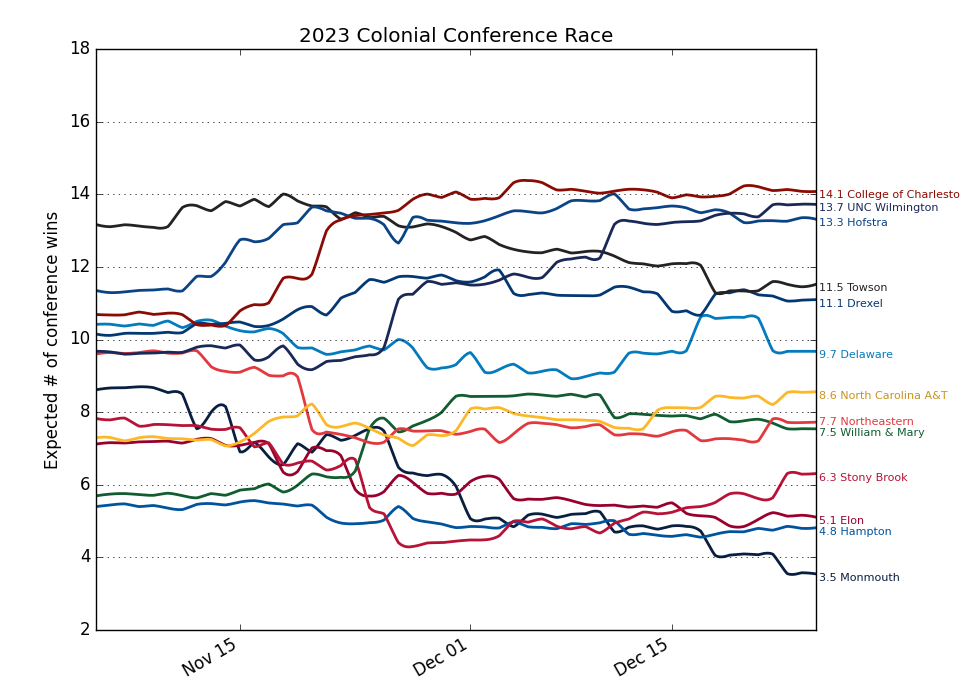 2023 Colonial Conference Race
Expected # of conference wins
18
16
14
12
10
8
6
4
2
Nov 15
Dec 01
Dec 15
14.1 College of Charlesto
13.7 UNC Wilmington
13.3 Hofstra
11.5 Towson
11.1 Drexel
9.7 Delaware
8.6 North Carolina A&T
7.7 Northeastern
7.5 William & Mary
6.3 Stony Brook
5.1 Elon
4.8 Hampton
3.5 Monmouth